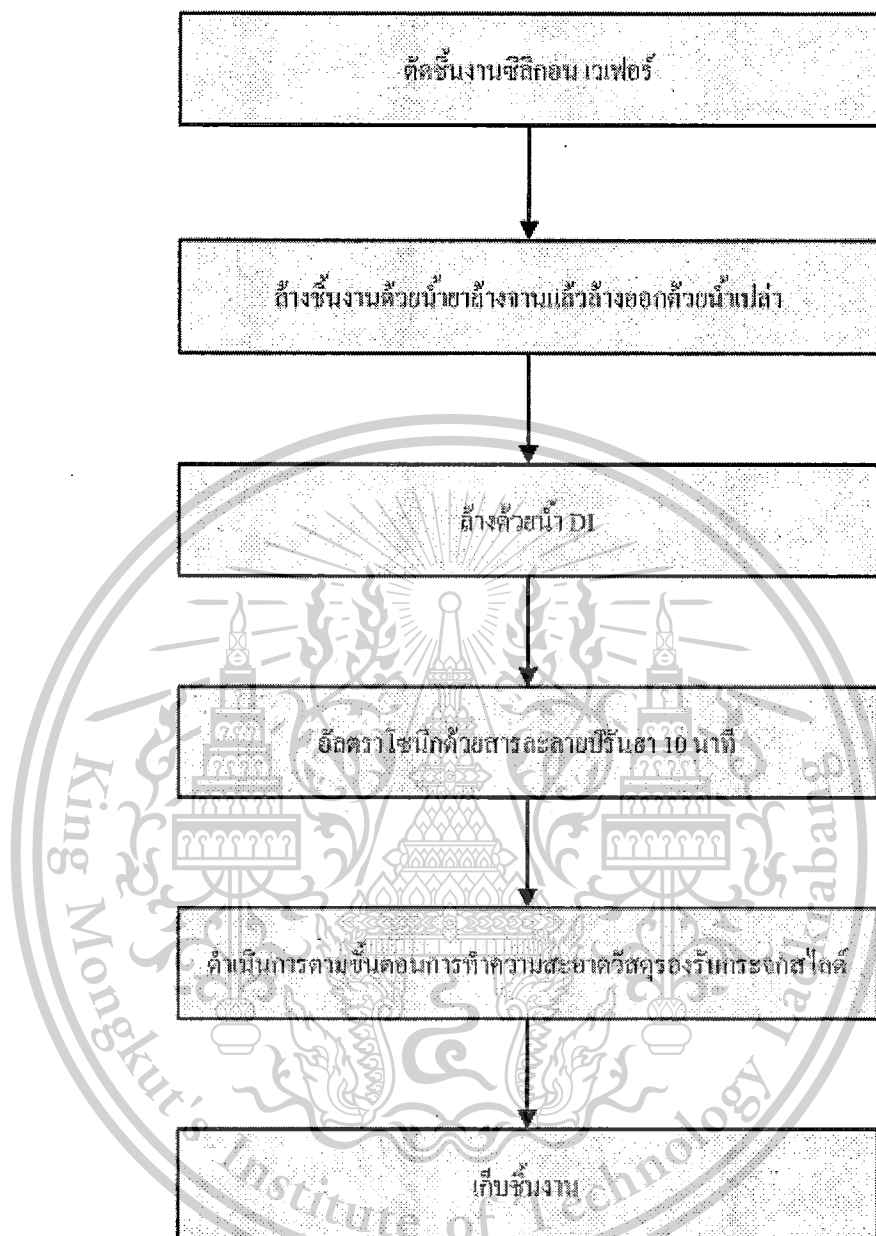 ตัดชิ้นงานซิลิกอน เวเฟอร์
ล้างชิ้นงานด้วยน้ำยาล้างจานแล้วล้างออกด้วยน้ำเปล่า
ล้างด้วยน้ำ DI
อัลตราโซนิกด้วยสารละลายปิรันฮา 10 นาที
ดำเนินการตามขั้นตอนการทำความสะอาดวัสดุรองรับกระจกสไลด์
เก็บชิ้นงาน
King Mongkut's Institute of Technology Ladkrabang